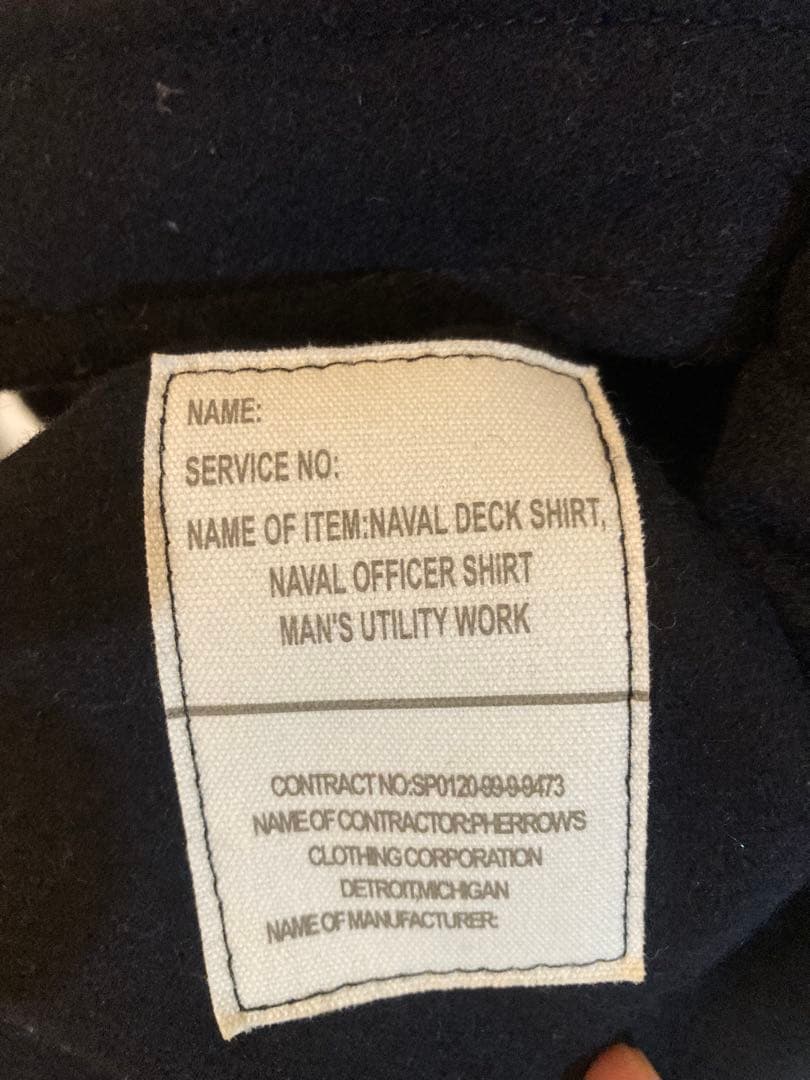 NAME:
SERVICE NO:
NAME OF ITEM:NAVAL DECK SHIRT,
NAVAL OFFICER SHIRT
MAN'S UTILITY WORK
CONTRACT NO:SP0120-99-9-9473
NAME OF CONTRACTOR:PHERROW'S
CLOTHING CORPORATION
DETROIT,MICHIGAN
NAME OF MANUFACTURER: